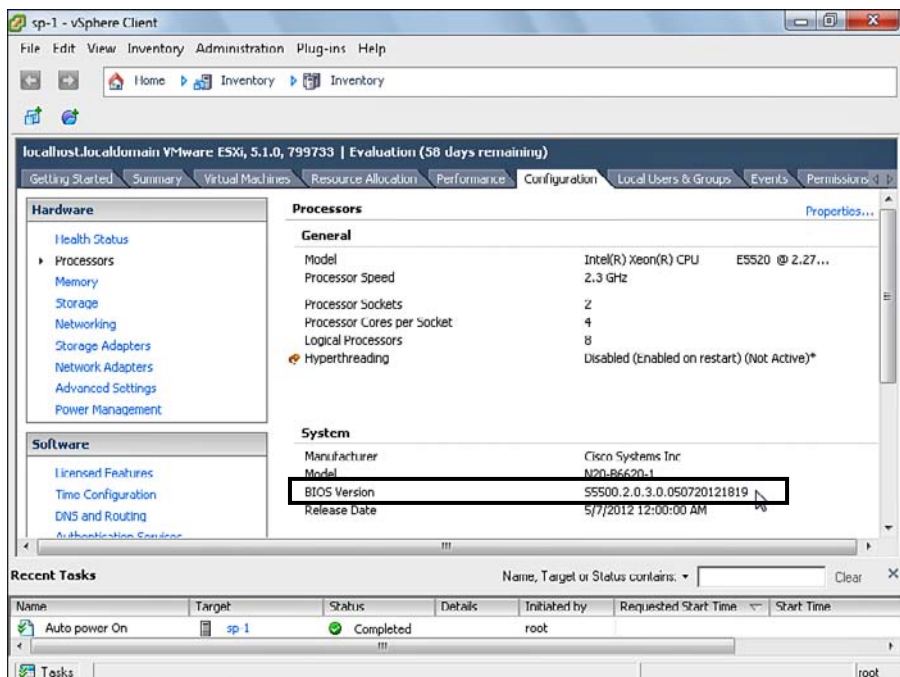 sp-1 - vSphere Client
File Edit View Inventory Administration Plug-ins Help
Home Inventory Inventory
localhost.localdomain VMware ESXi, 5.1.0, 799733 | Evaluation (58 days remaining)
Getting Started Summary Virtual Machines Resource Allocation Performance Configuration Local Users & Groups Events Permissions
Hardware
Health Status
Processors
Memory
Storage
Networking
Storage Adapters
Network Adapters
Advanced Settings
Power Management
Software
Licensed Features
Time Configuration
DNS and Routing
Authentication Services
Processors
Properties...
General
Model Intel(R) Xeon(R) CPU E5520 @ 2.27...
Processor Speed 2.3 GHz
Processor Sockets 2
Processor Cores per Socket 4
Logical Processors 8
Hyperthreading Disabled (Enabled on restart) (Not Active)*
System
Manufacturer Cisco Systems Inc
Model N20-B6620-1
BIOS Version S5500.2.0.3.0.050720121819
Release Date 5/7/2012 12:00:00 AM
Recent Tasks
Name, Target or Status contains: Clear
Name Target Status Details Initiated by Requested Start Time Start Time
Auto power On sp-1 Completed root
Tasks root